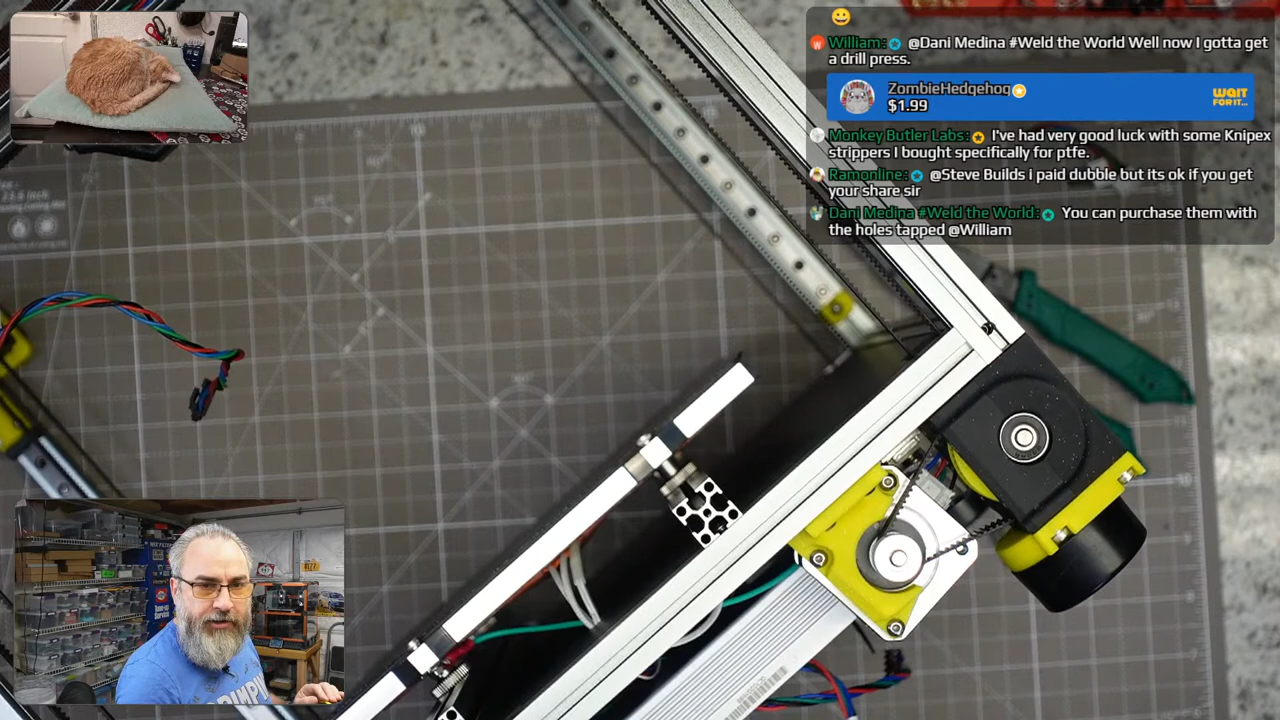 William: @Dani Medina #Weld the World Well now I gotta get
a drill press.
ZombieHedgehog
$1.99
WAIT
FOR IT...
Monkey Butler Labs: I've had very good luck with some Knipex
strippers I bought specifically for ptfe.
Ramonline: @Steve Builds i paid dubble but its ok if you get
your share sir
Dani Medina #Weld the World: You can purchase them with
the holes tapped @William